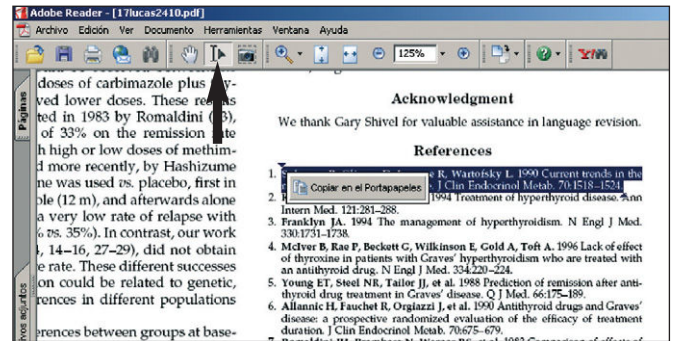 Adobe Reader - [17lucas2410.pdf]
Archivo Edición Ver Documento Herramientas Ventana Ayuda
125%
Y!
Páginas
doses of carbimazole plus
ved lower doses. These
ted in 1983 by Romaldini
of 33% on the remission
h high or low doses of methim-
d more recently, by Hashizume
ne was used vs. placebo, first in
ole (12 m), and afterwards alone
a very low rate of relapse with
% vs. 35%). In contrast, our work
, 14–16, 27–29), did not obtain
e rate. These different successes
on could be related to genetic,
rences in different populations
erences between groups at base-
ivos adjuntos
Acknowledgment
We thank Gary Shivel for valuable assistance in language revision.
References
1. R, Wartofsky L. 1990 Current trends in the
J Clin Endocrinol Metab. 70:1518–1524.
Copiar en el Portapapeles
2. 1994 Treatment of hyperthyroid disease. Ann
Intern Med. 121:281–288.
3. Franklyn JA. 1994 The management of hyperthyroidism. N Engl J Med.
330:1731–1738.
4. McIver B, Rae P, Beckett G, Wilkinson E, Gold A, Toft A. 1996 Lack of effect
of thyroxine in patients with Graves' hyperthyroidism who are treated with
an antithyroid drug. N Engl J Med. 334:220–224.
5. Young ET, Steel NR, Tailor JJ, et al. 1988 Prediction of remission after anti-
thyroid drug treatment in Graves' disease. Q J Med. 66:175–189.
6. Allannic H, Fauchet R, Orgiazzi J, et al. 1990 Antithyroid drugs and Graves'
disease: a prospective randomized evaluation of the efficacy of treatment
duration. J Clin Endocrinol Metab. 70:675–679.